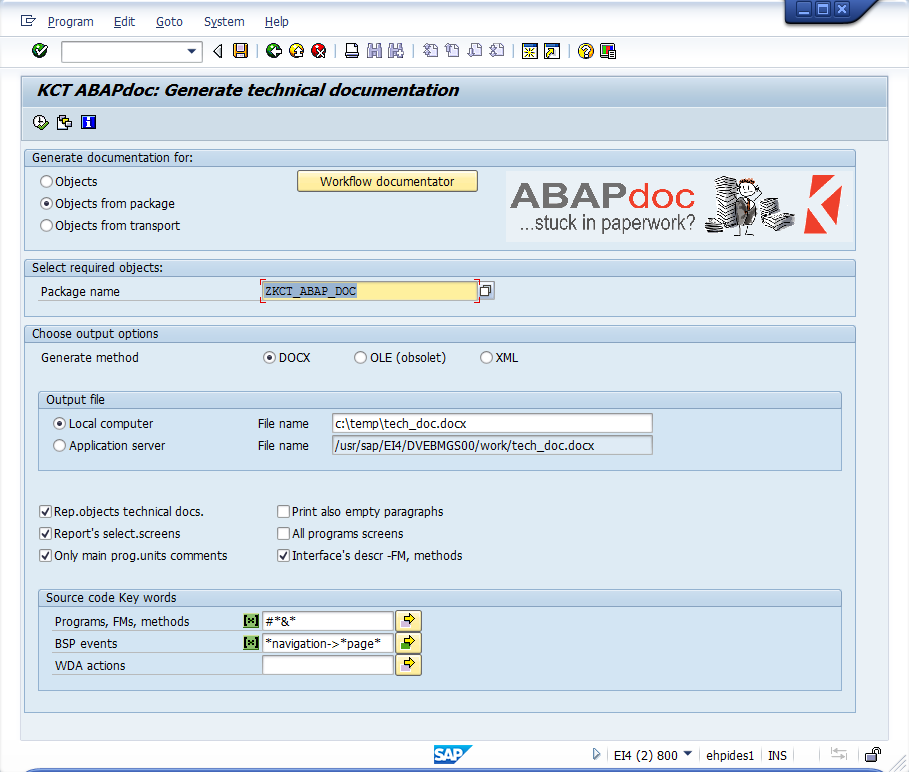 Program Edit Goto System Help
KCT ABAPdoc: Generate technical documentation
Generate documentation for:
Objects
Workflow documentator
Objects from package
Objects from transport
ABAPdoc
...stuck in paperwork?
Select required objects:
Package name ZKCT_ABAP_DOC
Choose output options
Generate method DOCX OLE (obsolet) XML
Output file
Local computer File name c:\temp\tech_doc.docx
Application server File name /usr/sap/EI4/DVEBMGS00/work/tech_doc.docx
Rep.objects technical docs. Print also empty paragraphs
Report's select.screens All programs screens
Only main prog.units comments Interface's descr -FM, methods
Source code Key words
Programs, FMs, methods #*&*
BSP events *navigation->*page*
WDA actions
SAP EI4 (2) 800 ehpides1 INS